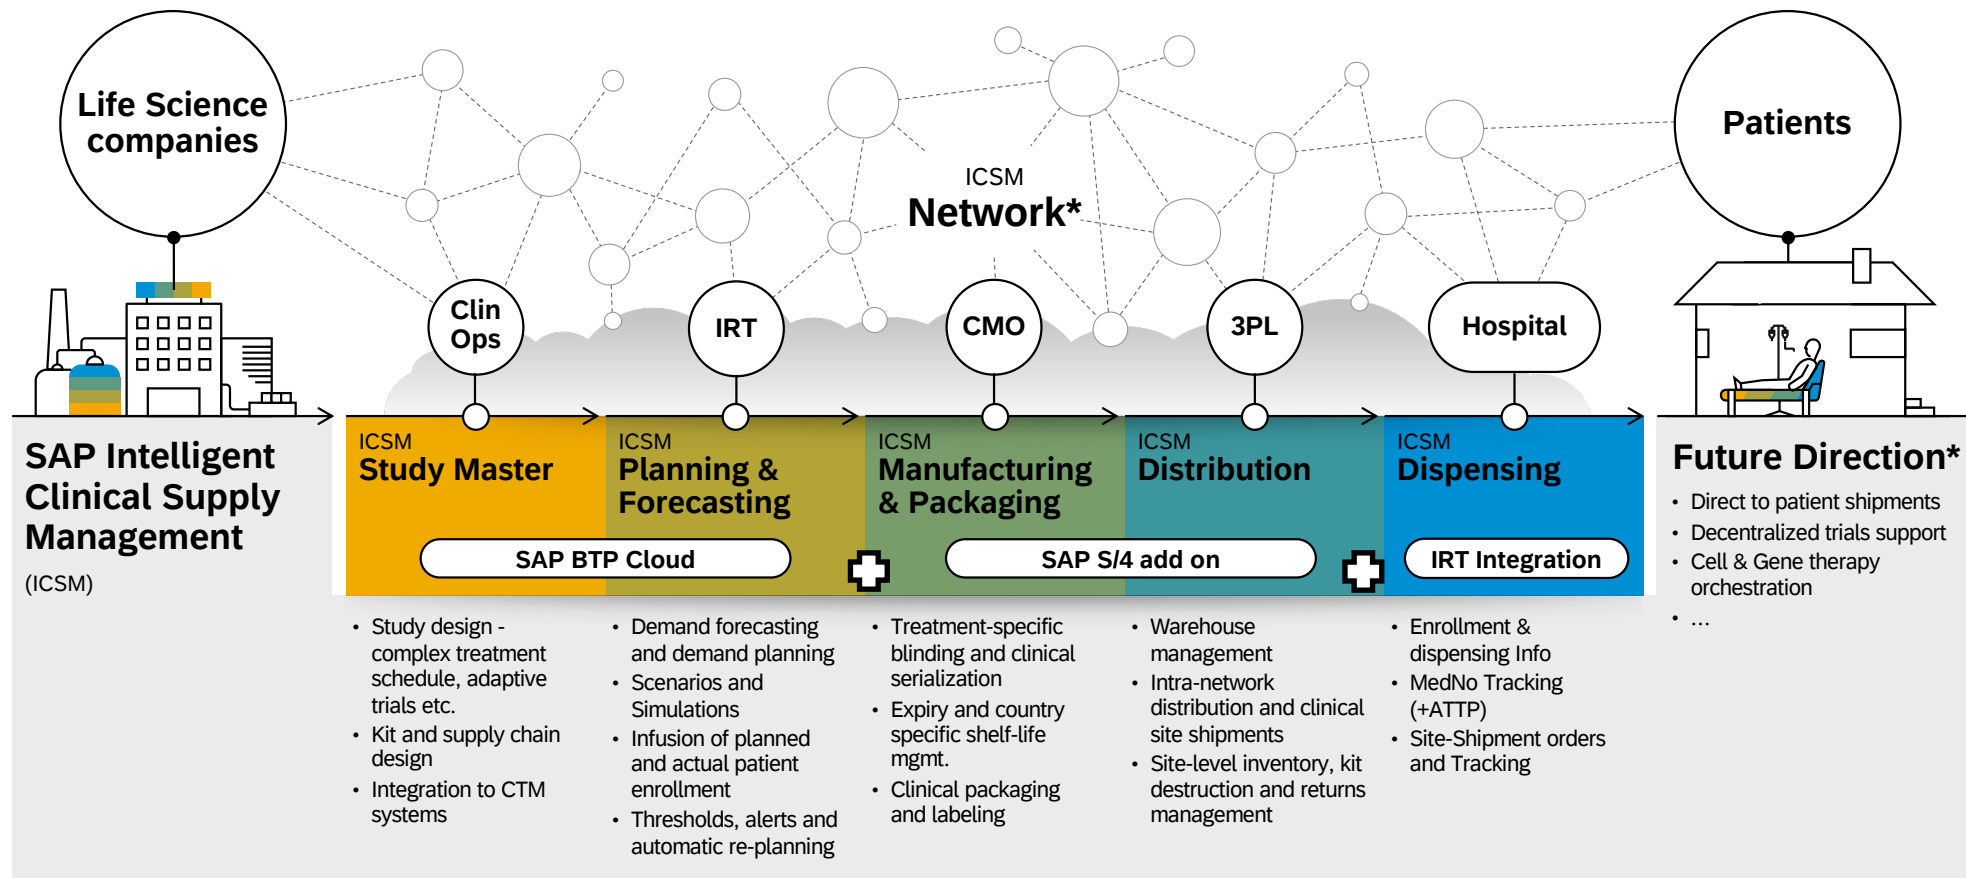 Life Science
companies
ICSM
Network*
Patients
Clin
Ops
IRT
CMO
3PL
Hospital
SAP Intelligent
Clinical Supply
Management
(ICSM)
ICSM
Study Master
ICSM
Planning &
Forecasting
SAP BTP Cloud
ICSM
Manufacturing
& Packaging
ICSM
Distribution
SAP S/4 add on
ICSM
Dispensing
IRT Integration
• Study design -
complex treatment
schedule, adaptive
trials etc.
• Kit and supply chain
design
• Integration to CTM
systems
• Demand forecasting
and demand planning
• Scenarios and
Simulations
• Infusion of planned
and actual patient
enrollment
• Thresholds, alerts and
automatic re-planning
• Treatment-specific
blinding and clinical
serialization
• Expiry and country
specific shelf-life
mgmt.
• Clinical packaging
and labeling
• Warehouse
management
• Intra-network
distribution and clinical
site shipments
• Site-level inventory, kit
destruction and returns
management
• Enrollment &
dispensing Info
• MedNo Tracking
(+ATTP)
• Site-Shipment orders
and Tracking
Future Direction*
• Direct to patient shipments
• Decentralized trials support
• Cell & Gene therapy
orchestration
• ...